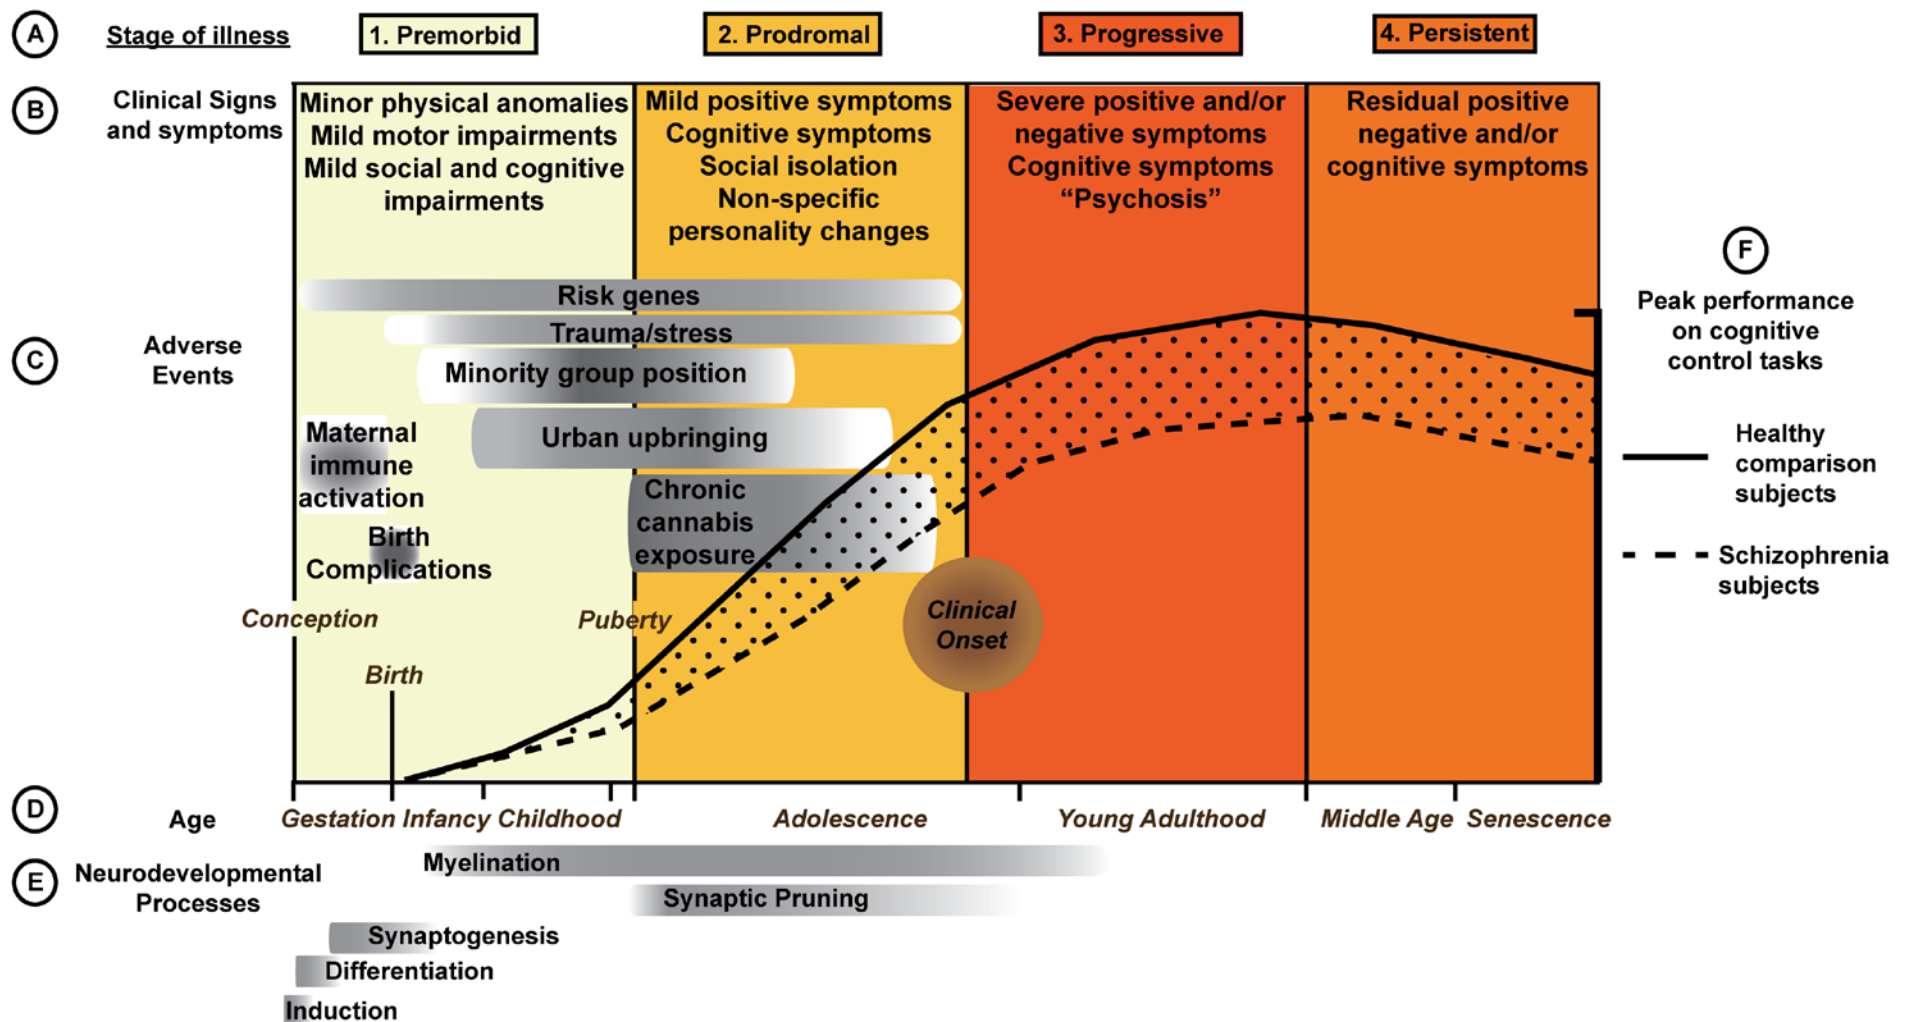 A
Stage of illness
1. Premorbid
2. Prodromal
3. Progressive
4. Persistent
B
Clinical Signs
and symptoms
Minor physical anomalies
Mild motor impairments
Mild social and cognitive
impairments
Mild positive symptoms
Cognitive symptoms
Social isolation
Non-specific
personality changes
Severe positive and/or
negative symptoms
Cognitive symptoms
“Psychosis”
Residual positive
negative and/or
cognitive symptoms
C
Adverse
Events
Risk genes
Trauma/stress
Minority group position
Urban upbringing
Maternal
immune
activation
Chronic
cannabis
exposure
Birth
Complications
Conception
Puberty
Birth
Clinical
Onset
F
Peak performance
on cognitive
control tasks
Healthy
comparison
subjects
Schizophrenia
subjects
D
Age
Gestation Infancy Childhood
Adolescence
Young Adulthood
Middle Age
Senescence
E
Neurodevelopmental
Processes
Myelination
Synaptic Pruning
Synaptogenesis
Differentiation
Induction